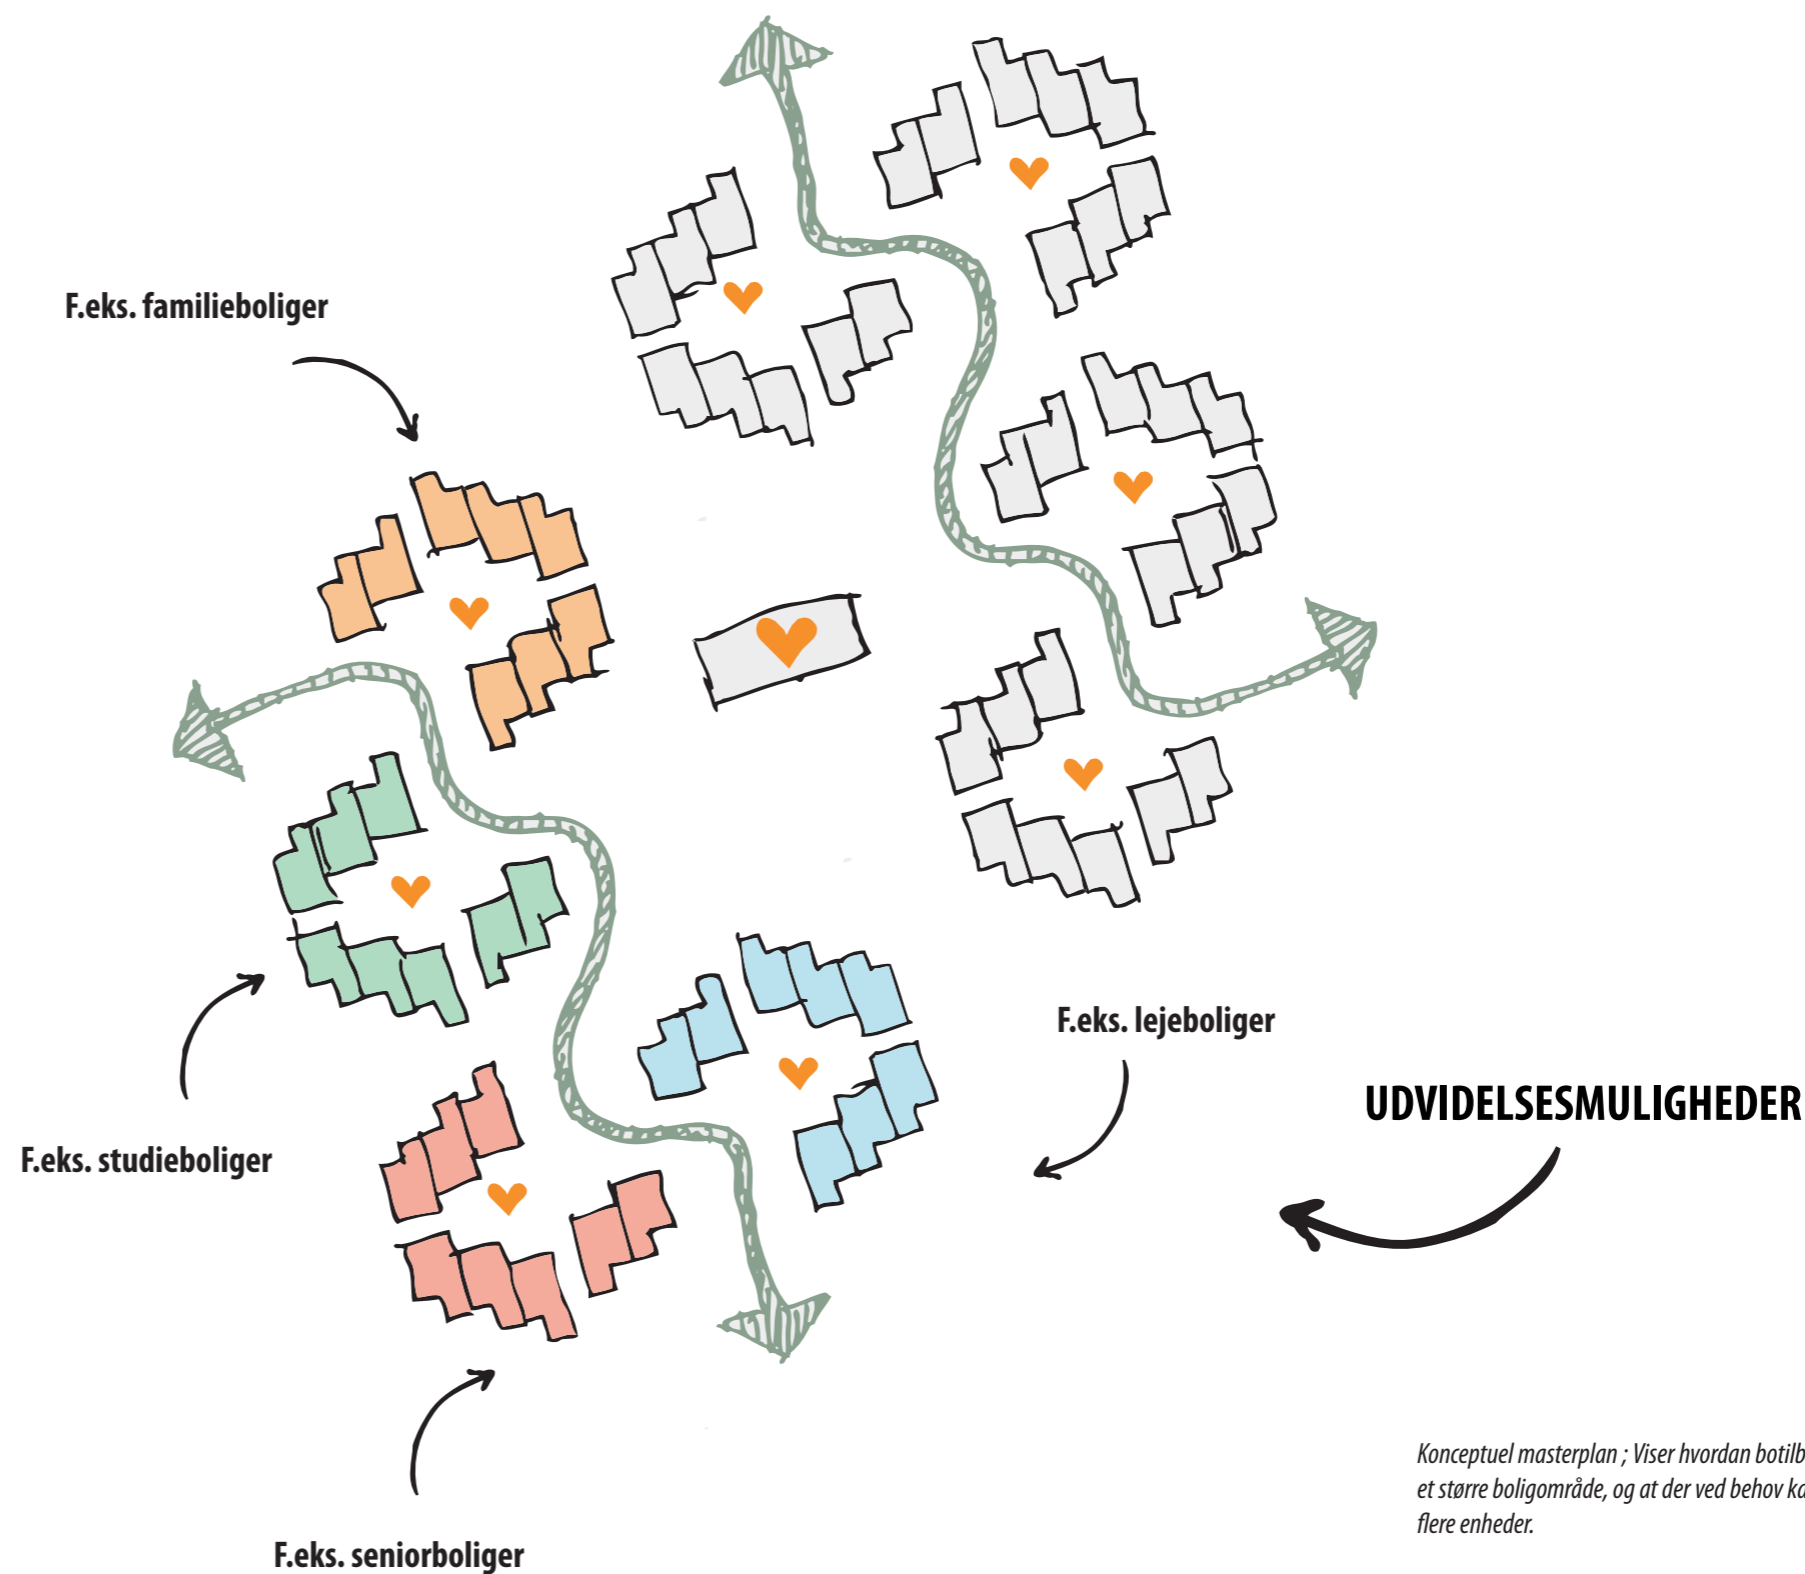 F.eks. familieboliger
F.eks. lejeboliger
UDVIDELSESMULIGHEDER
F.eks. studieboliger
Konceptuel masterplan ; Viser hvordan
et større boligområde, og at der ved behov
flere enheder.
F.eks. seniorboliger